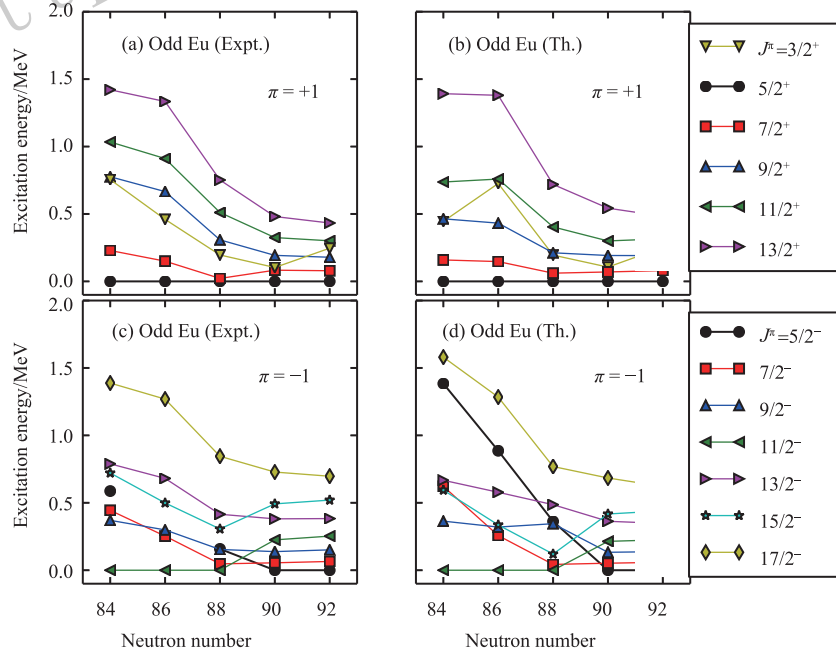 2.0
(a) Odd Eu (Expt.)
(b) Odd Eu (Th.)
π = +1
π = +1
1.5
1.0
0.5
0.0
Excitation energy/MeV
Jπ=3/2+
5/2+
7/2+
9/2+
11/2+
13/2+
2.0
(c) Odd Eu (Expt.)
(d) Odd Eu (Th.)
π = −1
π = −1
1.5
1.0
0.5
0.0
Excitation energy/MeV
Jπ=5/2−
7/2−
9/2−
11/2−
13/2−
15/2−
17/2−
84 86 88 90 92
84 86 88 90 92
Neutron number
Neutron number